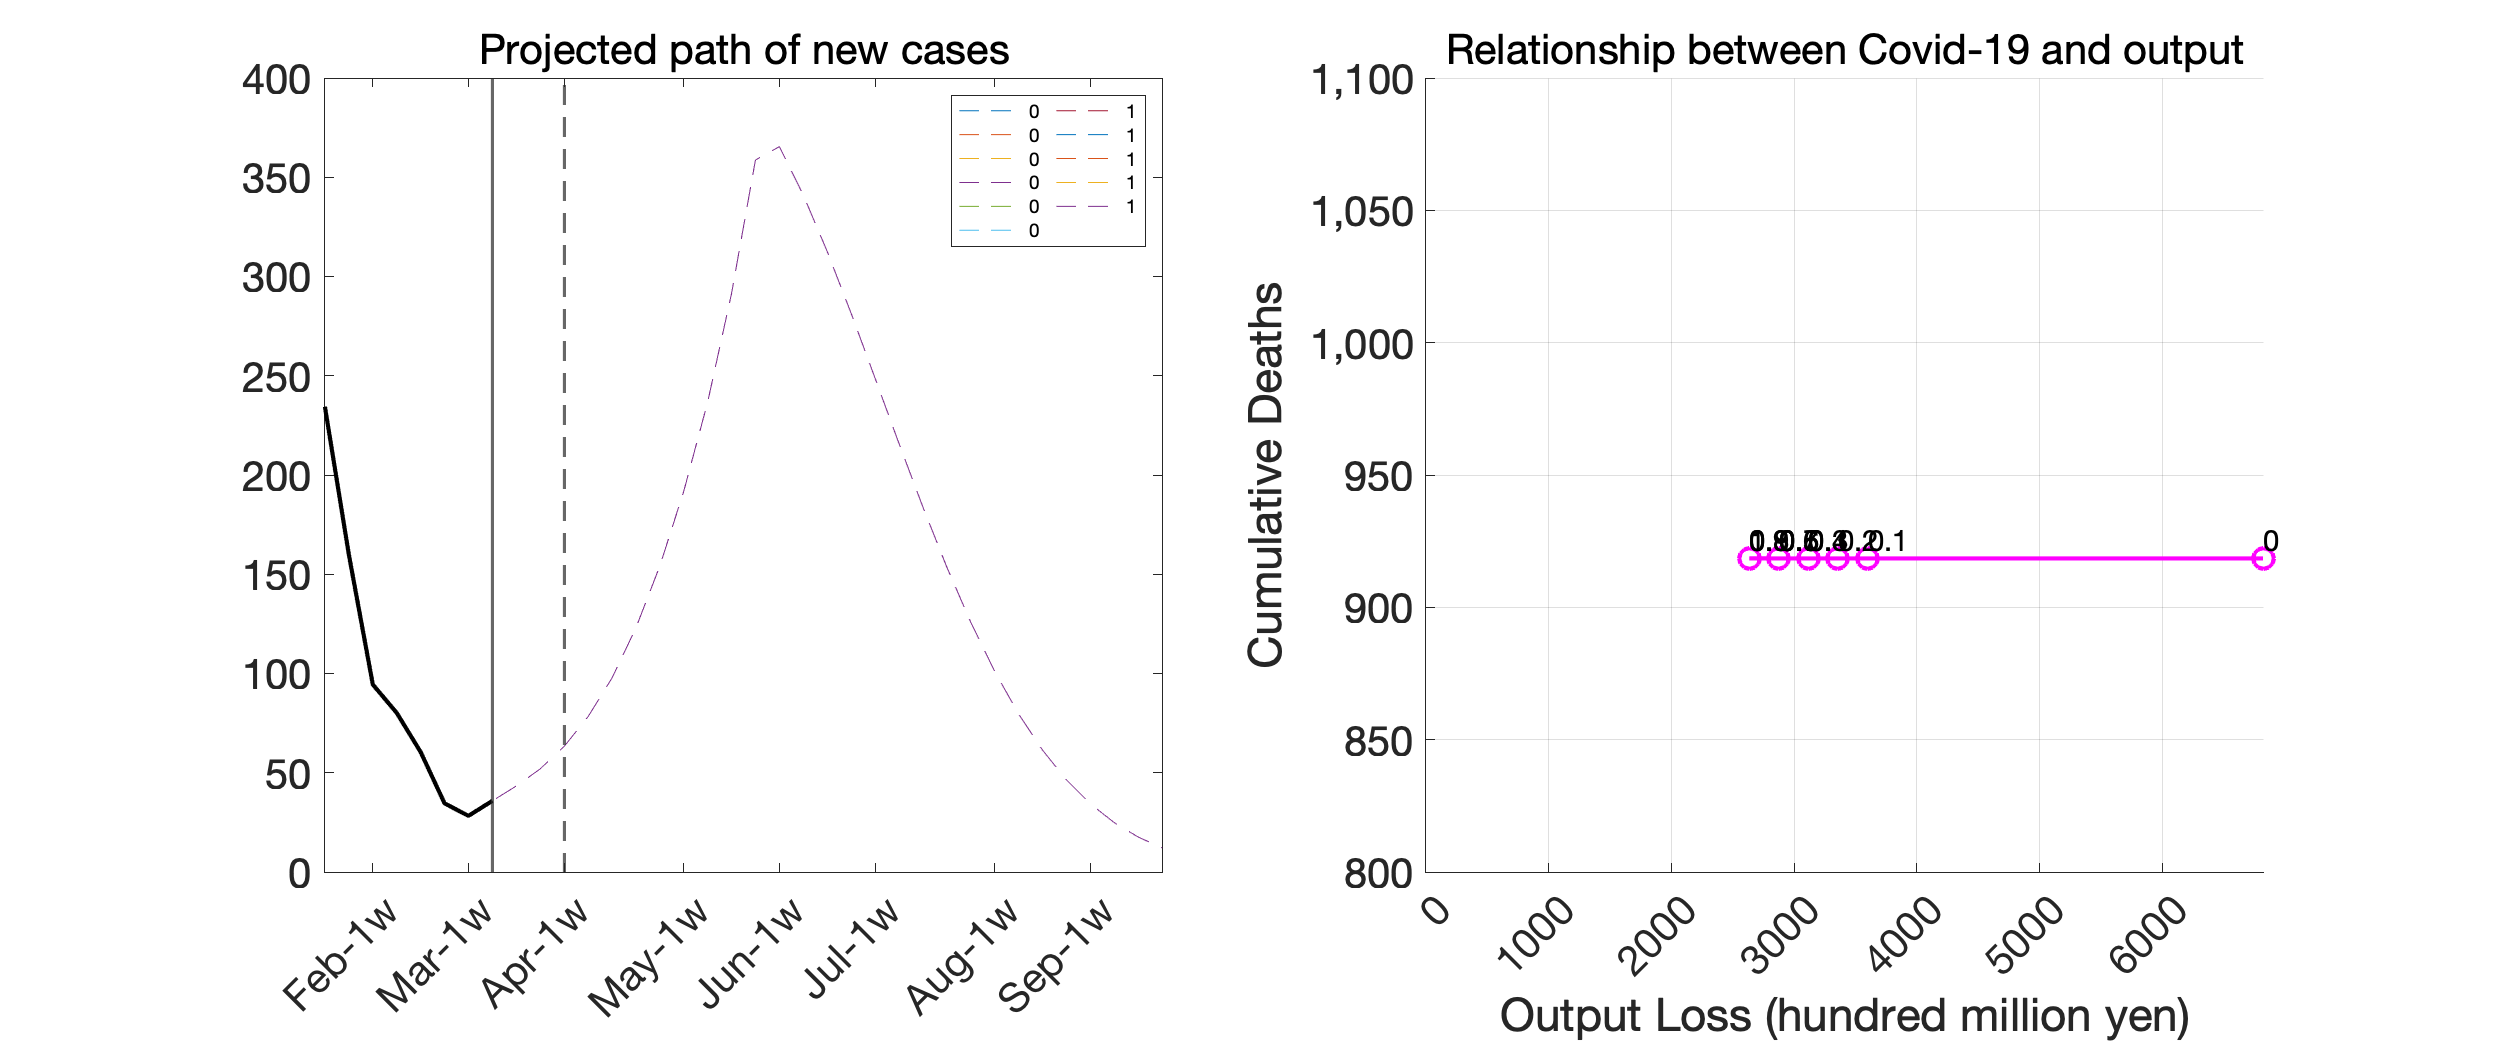 Projected path of new cases
400
350
300
250
200
150
100
50
0
0 1
0 1
0 1
0 1
0 1
0
Feb-1w
Mar-1w
Apr-1w
May-1w
Jun-1w
Jul-1w
Aug-1w
Sep-1w
Relationship between Covid-19 and output
Cumulative Deaths
1,100
1,050
1,000
950
900
850
800
0.1
0
0
1000
2000
3000
4000
5000
6000
Output Loss (hundred million yen)